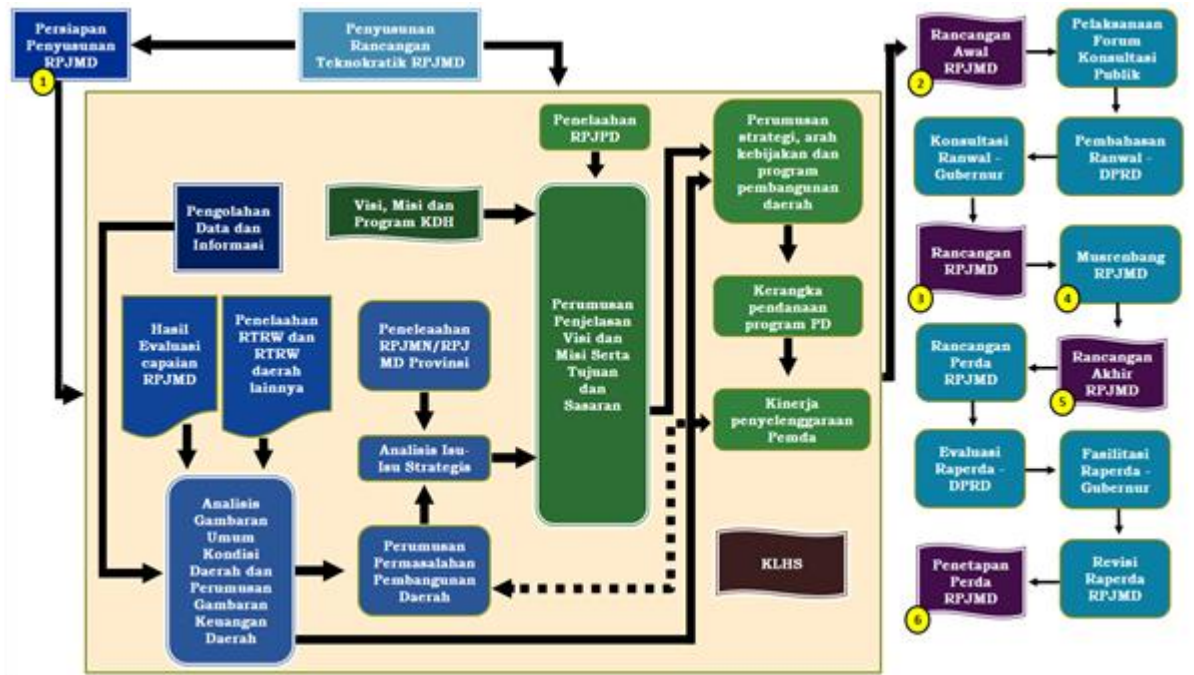 Persiapan
Penyusunan
RPJMD
1
Penyusunan
Rancangan
Teknokratik RPJMD
Penelaahan
RPJPD
Perumusan
strategi, arah
kebijakan dan
program
pembangunan
daerah
Visi, Misi dan
Program KDH
Pengolahan
Data dan
Informasi
Hasil
Evaluasi
capaian
RPJMD
Penelaahan
RTRW dan
RTRW
daerah
lainnya
Peneleaahan
RPJMN/RPJ
MD Provinsi
Perumusan
Penjelasan
Visi dan
Misi Serta
Tujuan
dan
Sasaran
Kerangka
pendanaan
program PD
Analisis Isu-
Isu Strategis
Kinerja
penyelenggaraan
Pemda
Analisis
Gambaran
Umum
Kondisi
Daerah dan
Perumusan
Gambaran
Keuangan
Daerah
Perumusan
Permasalahan
Pembangunan
Daerah
KLHS
Rancangan
Awal
RPJMD
2
Pelaksanaan
Forum
Konsultasi
Publik
Konsultasi
Ranwal -
Gubernur
Pembahasan
Ranwal -
DPRD
Rancangan
RPJMD
3
Musrenbang
RPJMD
4
Rancangan
Perda
RPJMD
Rancangan
Akhir
RPJMD
5
Evaluasi
Raperda -
DPRD
Fasilitasi
Raperda -
Gubernur
Penetapan
Perda
RPJMD
6
Revisi
Raperda
RPJMD